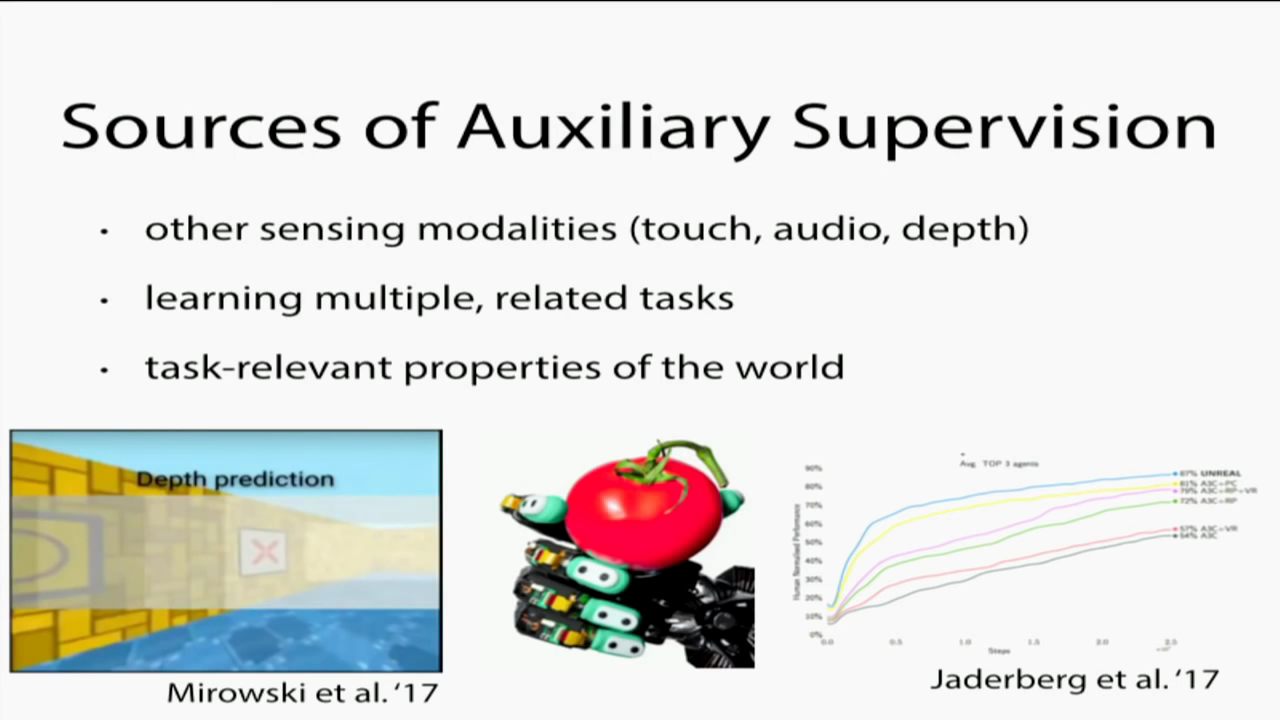 Sources of Auxiliary Supervision
· other sensing modalities (touch, audio, depth)
· learning multiple, related tasks
· task-relevant properties of the world
Depth prediction
Mirowski et al. ‘17
Avg. TOP 3 agents
Human Normalised Performance
90%
80%
70%
60%
50%
40%
30%
20%
10%
0%
0.0 0.5 1.0 1.5 2.0 2.5
Steps
87% UNREAL
81% A3C+PC
79% A3C+RP+VR
72% A3C+RP
57% A3C+VR
54% A3C
Jaderberg et al. ‘17